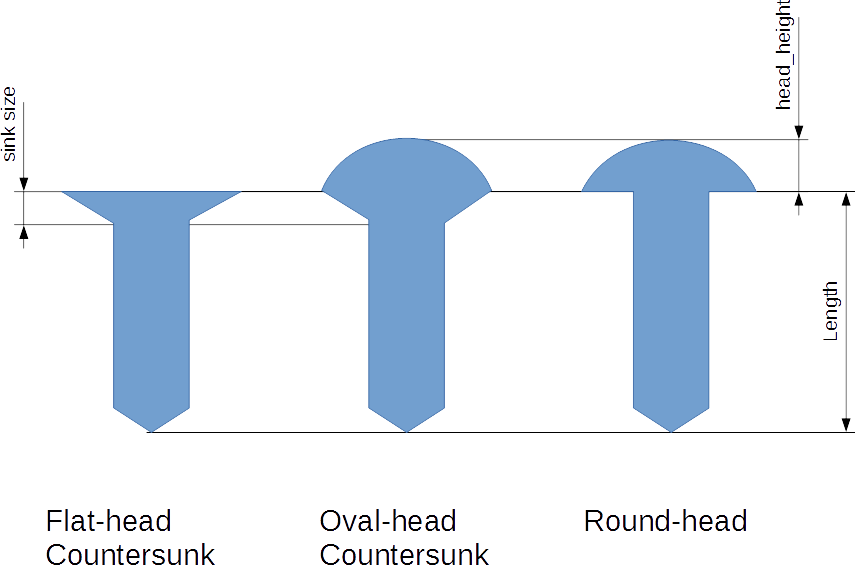 head_height
sink size
Length
Flat-head
Countersunk
Oval-head
Countersunk
Round-head